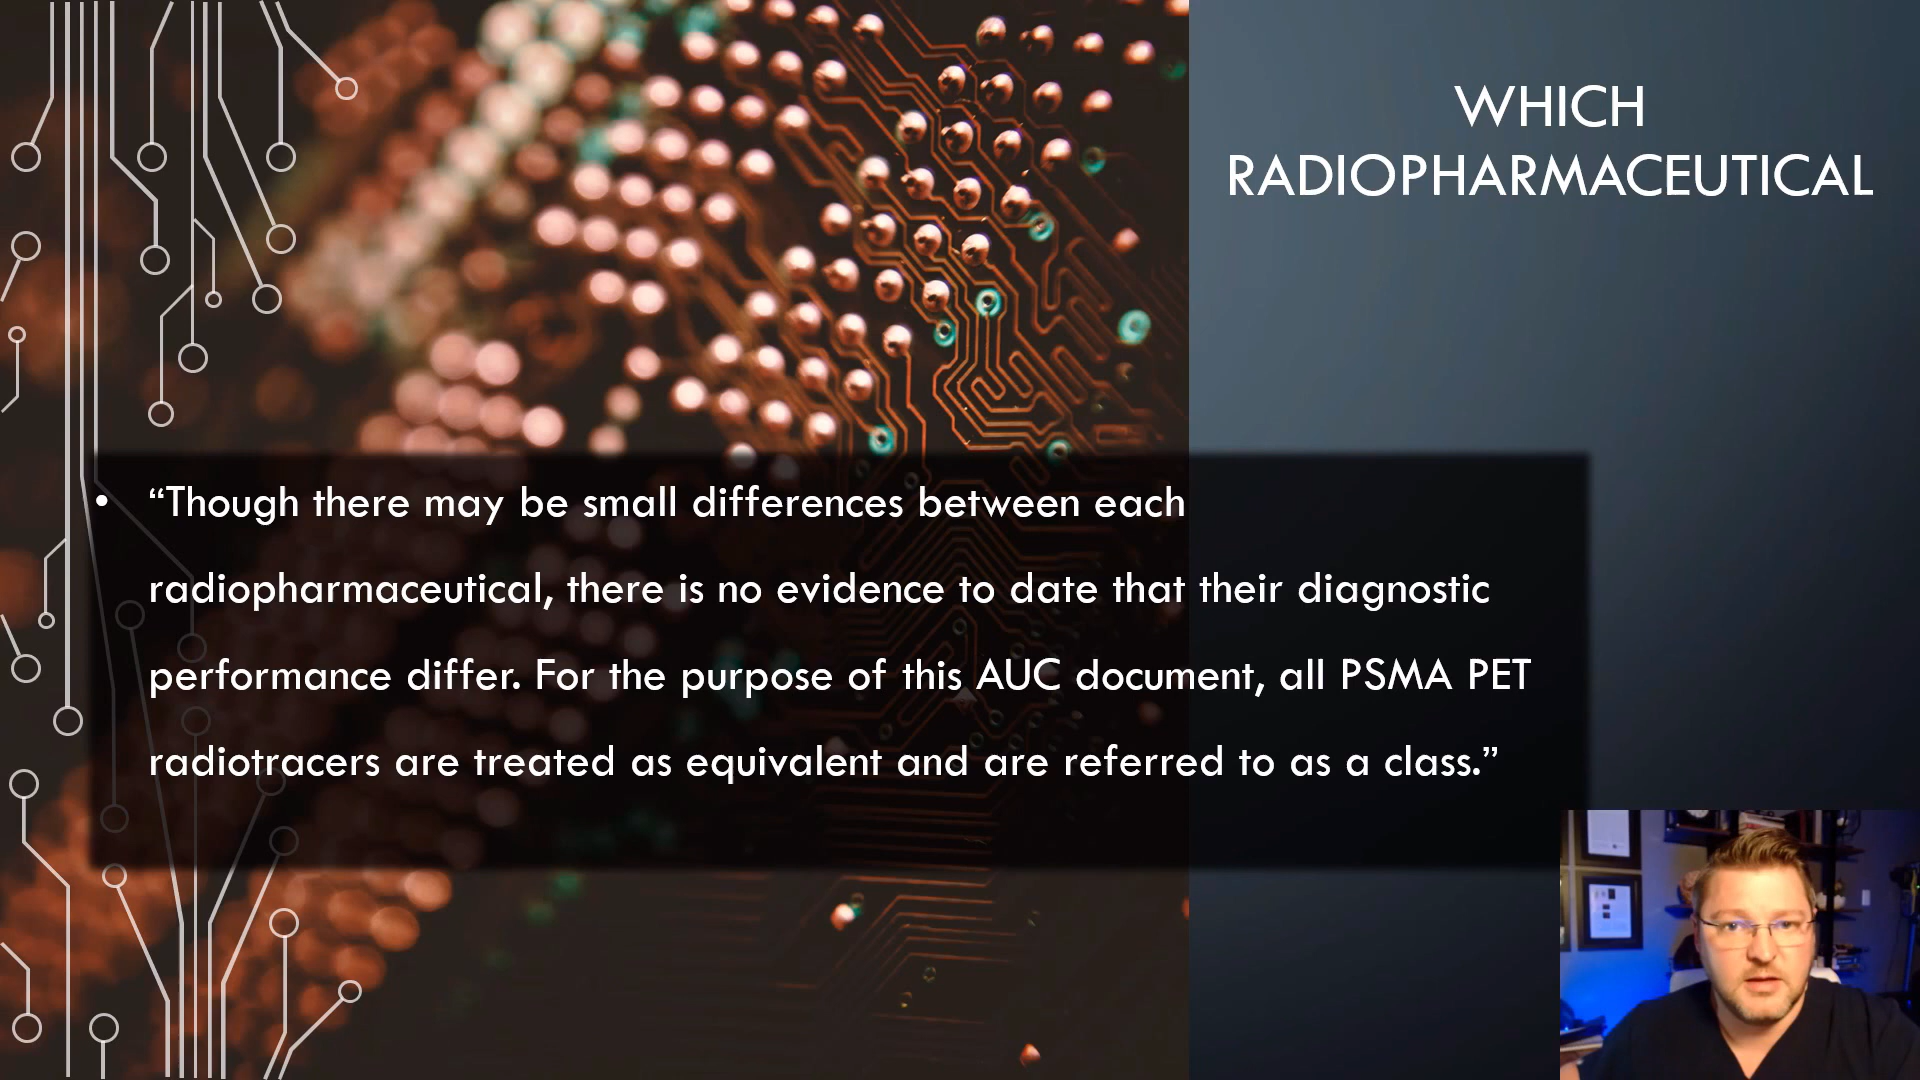 WHICH
RADIOPHARMACEUTICAL
• “Though there may be small differences between each
radiopharmaceutical, there is no evidence to date that their diagnostic
performance differ. For the purpose of this AUC document, all PSMA PET
radiotracers are treated as equivalent and are referred to as a class.”